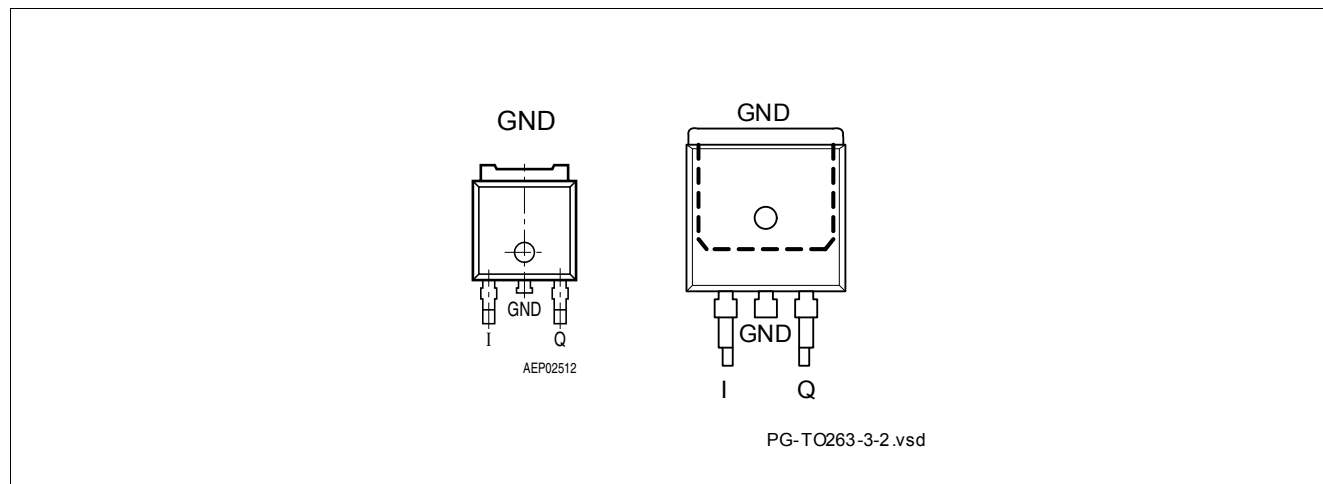 GND
GND
I
Q
AEP02512
GND
GND
I
Q
PG-TO263-3-2.vsd